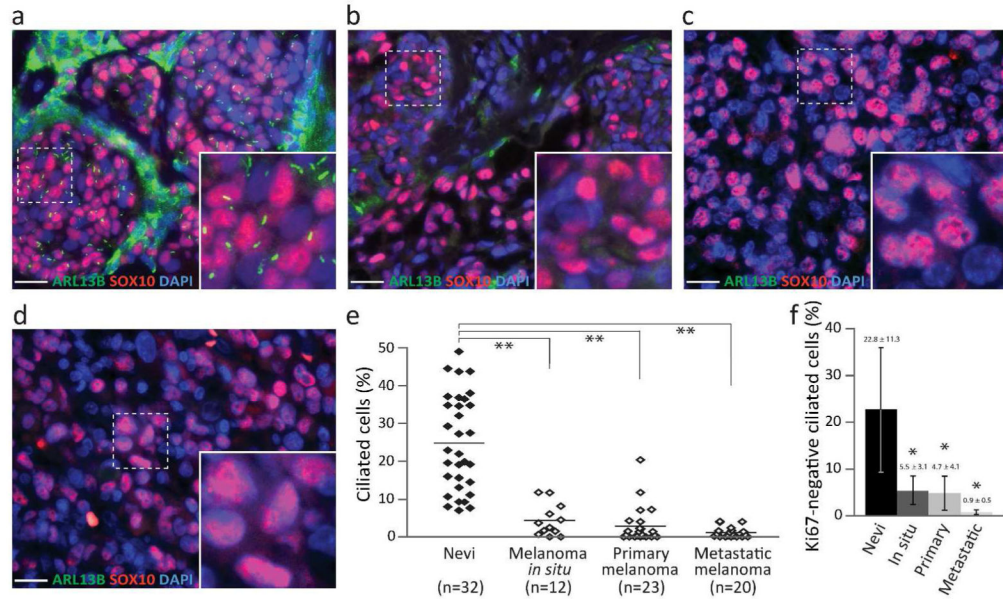 a
b
c
ARL13B SOX10 DAPI
ARL13B SOX10 DAPI
ARL13B SOX10 DAPI
d
ARL13B SOX10 DAPI
e
Ciliated cells (%)
50
40
30
20
10
0
**
**
**
Nevi
Melanoma
in situ
Primary
melanoma
Metastatic
melanoma
(n=32)
(n=12)
(n=23)
(n=20)
f
KI67-negative ciliated cells (%)
40
30
20
10
0
22.8 ± 11.3
*
5.5 ± 3.1
*
4.7 ± 4.1
*
0.9 ± 0.5
Nevi
In situ
Primary
Metastatic